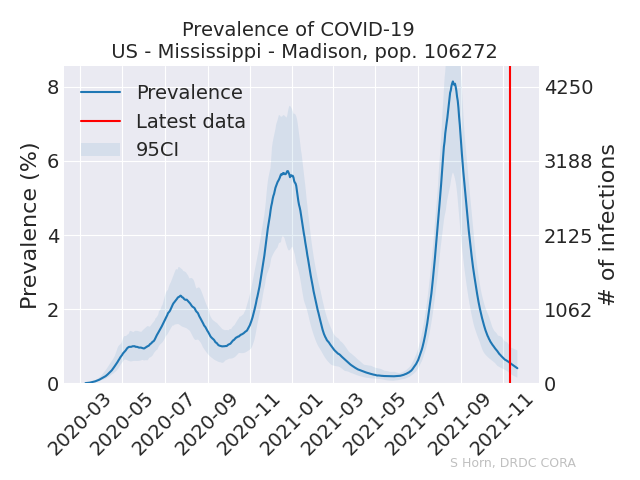 Prevalence of COVID-19
US - Mississippi - Madison, pop. 106272
Prevalence
Latest data
95CI
Prevalence (%)
8
6
4
2
0
4250
3188
2125
1062
0
# of infections
2020-03
2020-05
2020-07
2020-09
2020-11
2021-01
2021-03
2021-05
2021-07
2021-09
2021-11
S Horn, DRDC CORA